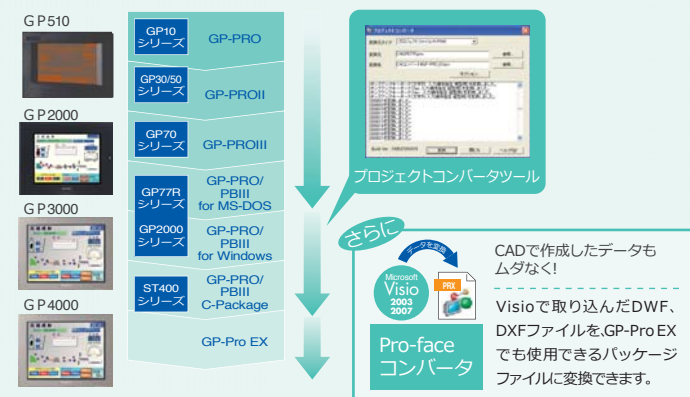 GP510
GP2000
GP3000
GP4000
GP10
シリーズ
GP-PRO
GP30/50
シリーズ
GP-PROII
GP70
シリーズ
GP-PROIII
GP77R
シリーズ
GP-PRO/
PBIII
for MS-DOS
GP2000
シリーズ
GP-PRO/
PBIII
for Windows
ST400
シリーズ
GP-PRO/
PBIII
C-Package
GP-Pro EX
プロジェクトコンバータツール
さらに
データを変換
Microsoft
Visio
2003
2007
PRX
Pro-face
コンバータ
CADで作成したデータも
ムダなく!
Visioで取り込んだDWF、
DXFファイルを、GP-Pro EX
でも使用できるパッケージ
ファイルに変換できます。